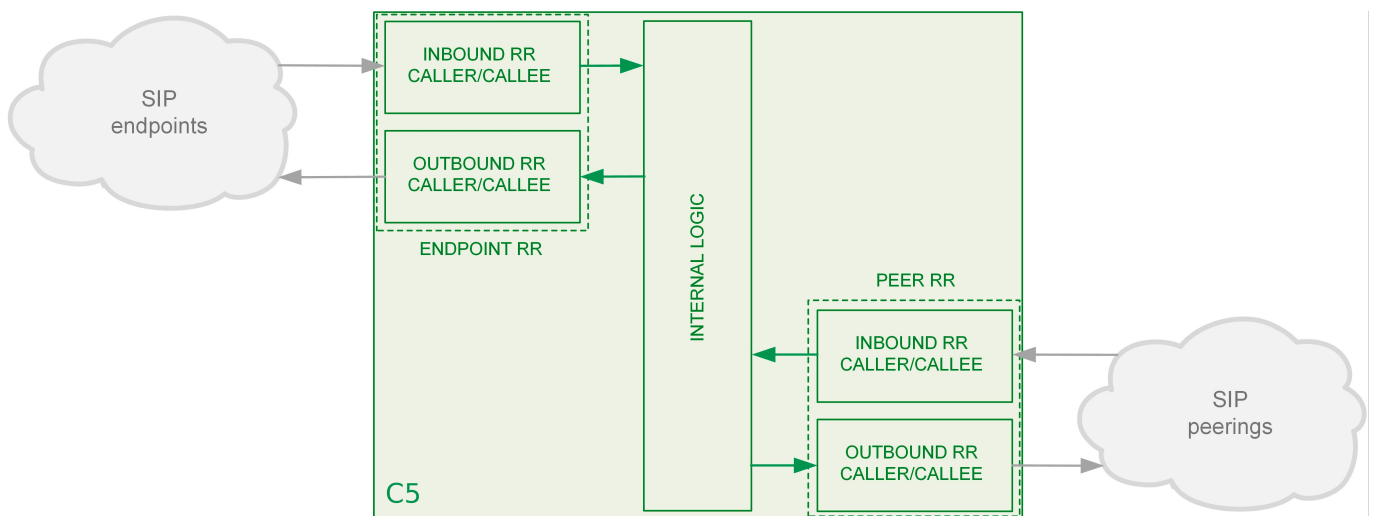 SIP
endpoints
INBOUND RR
CALLER/CALLEE
OUTBOUND RR
CALLER/CALLEE
ENDPOINT RR
INTERNAL LOGIC
PEER RR
INBOUND RR
CALLER/CALLEE
OUTBOUND RR
CALLER/CALLEE
SIP
peerings
C5